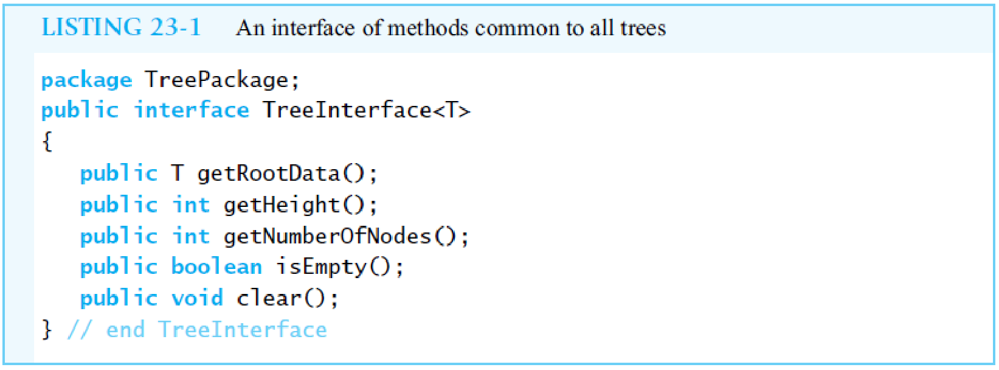 LISTING 23-1 An interface of methods common to all trees
package TreePackage;
public interface TreeInterface<T>
{
   public T getRootData();
   public int getHeight();
   public int getNumberOfNodes();
   public boolean isEmpty();
   public void clear();
} // end TreeInterface